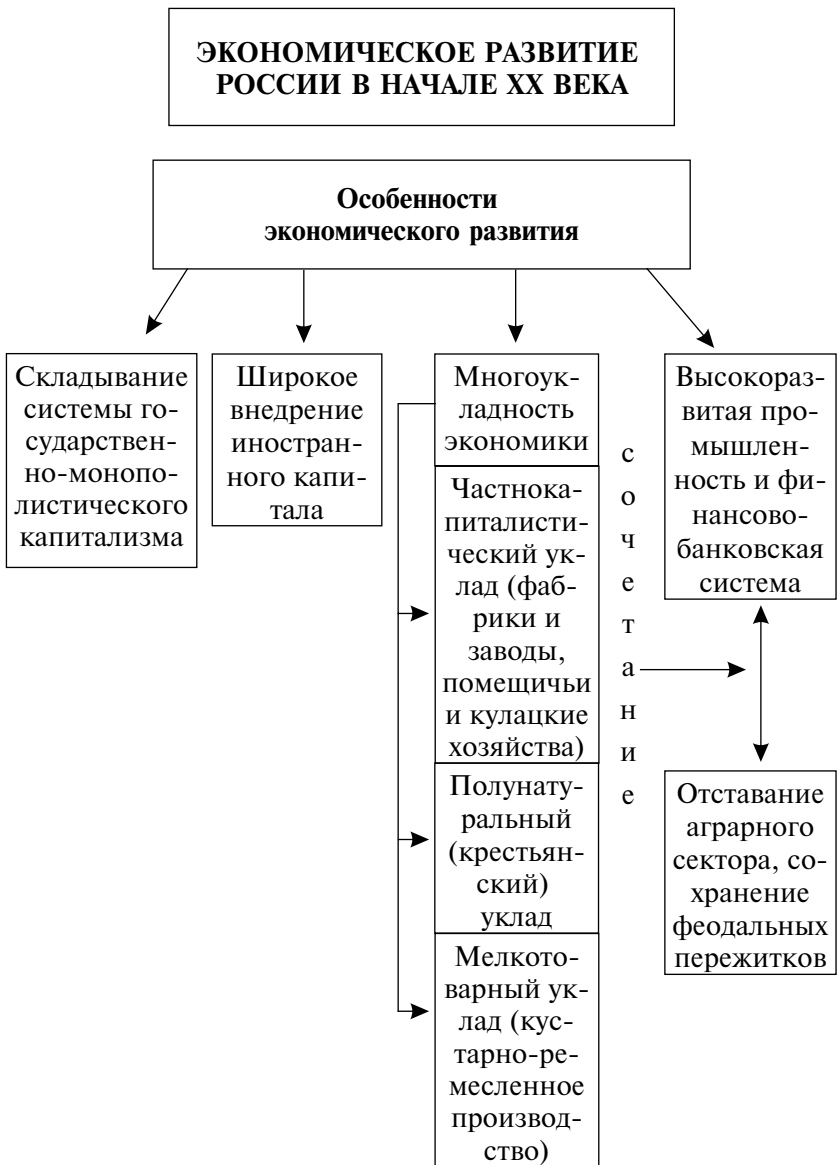 ЭКОНОМИЧЕСКОЕ РАЗВИТИЕ
РОССИИ В НАЧАЛЕ XX ВЕКА
Особенности
экономического развития
Складывание
системы го-
сударствен-
но-монопо-
листического
капитализма
Широкое
внедрение
иностран-
ного капи-
тала
Многоук-
ладность
экономики
Частнока-
питалисти-
ческий ук-
лад (фаб-
рики и
заводы,
помещичьи
и кулацкие
хозяйства)
Полунату-
ральный
(крестьян-
ский)
уклад
Мелкото-
варный ук-
лад (кус-
тарно-ре-
месленное
производ-
ство)
с
о
ч
е
т
а
н
и
е
Высокораз-
витая про-
мышлен-
ность и фи-
нансово-
банковская
система
Отставание
аграрного
сектора, со-
хранение
феодальных
пережитков